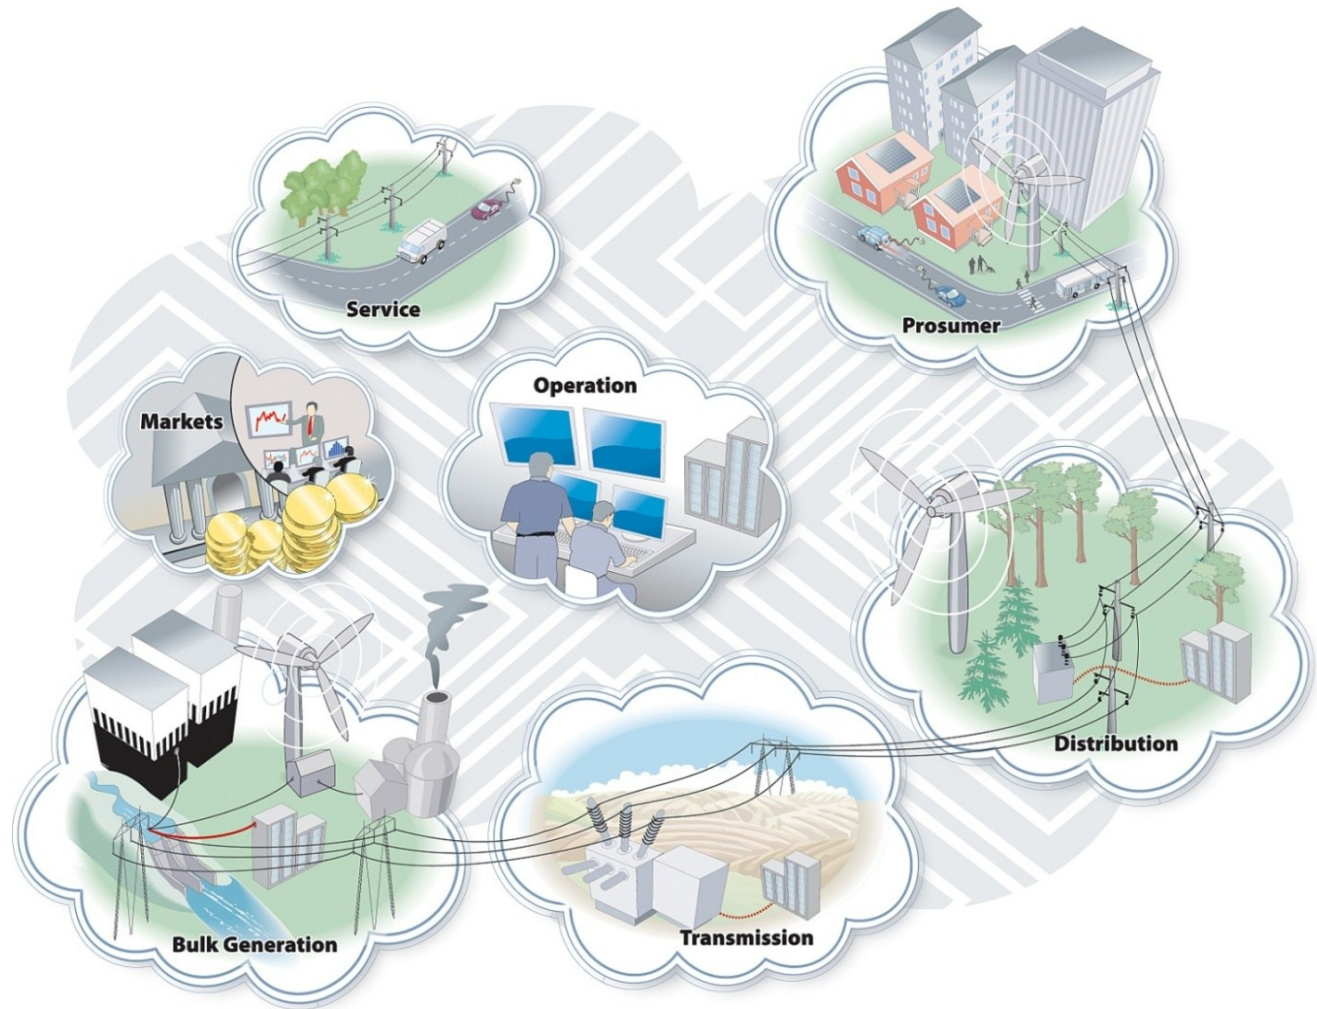 Service
Prosumer
Markets
Operation
Distribution
Bulk Generation
Transmission